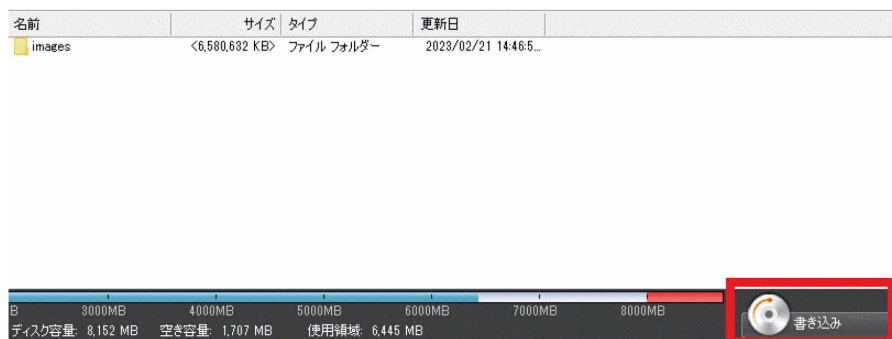 名前 サイズ タイプ 更新日
images <6,580,632 KB> ファイル フォルダー 2023/02/21 14:46:5...
B 3000MB 4000MB 5000MB 6000MB 7000MB 8000MB
書き込み
ディスク容量: 8,152 MB 空き容量: 1,707 MB 使用領域: 6,445 MB